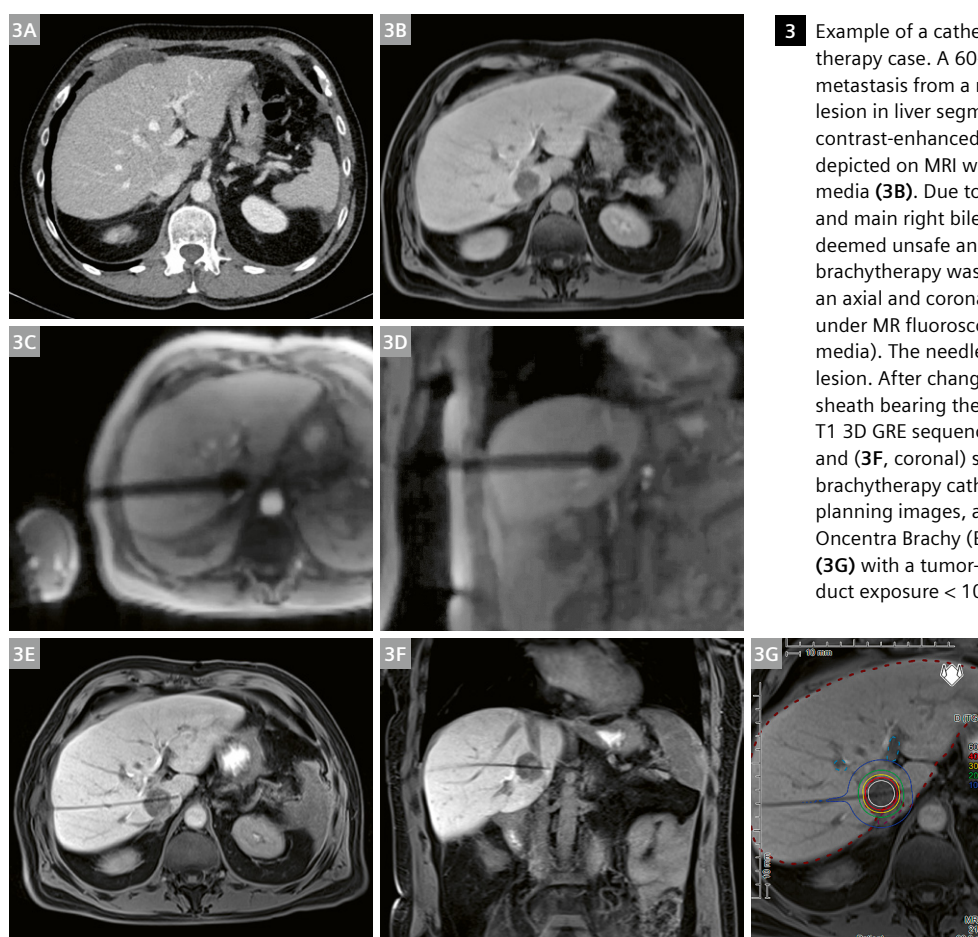 3A
3B
3 Example of a cathe
therapy case. A 60
metastasis from a r
lesion in liver segm
contrast-enhanced
depicted on MRI w
media (3B). Due to
and main right bile
deemed unsafe an
brachytherapy was
an axial and corona
under MR fluorosc
media). The needle
lesion. After chang
sheath bearing the
T1 3D GRE sequenc
and (3F, coronal) s
brachytherapy cath
planning images, a
Oncentra Brachy (E
(3G) with a tumor-
duct exposure < 10
3C
3D
3E
3F
3G
10 mm
10 mm